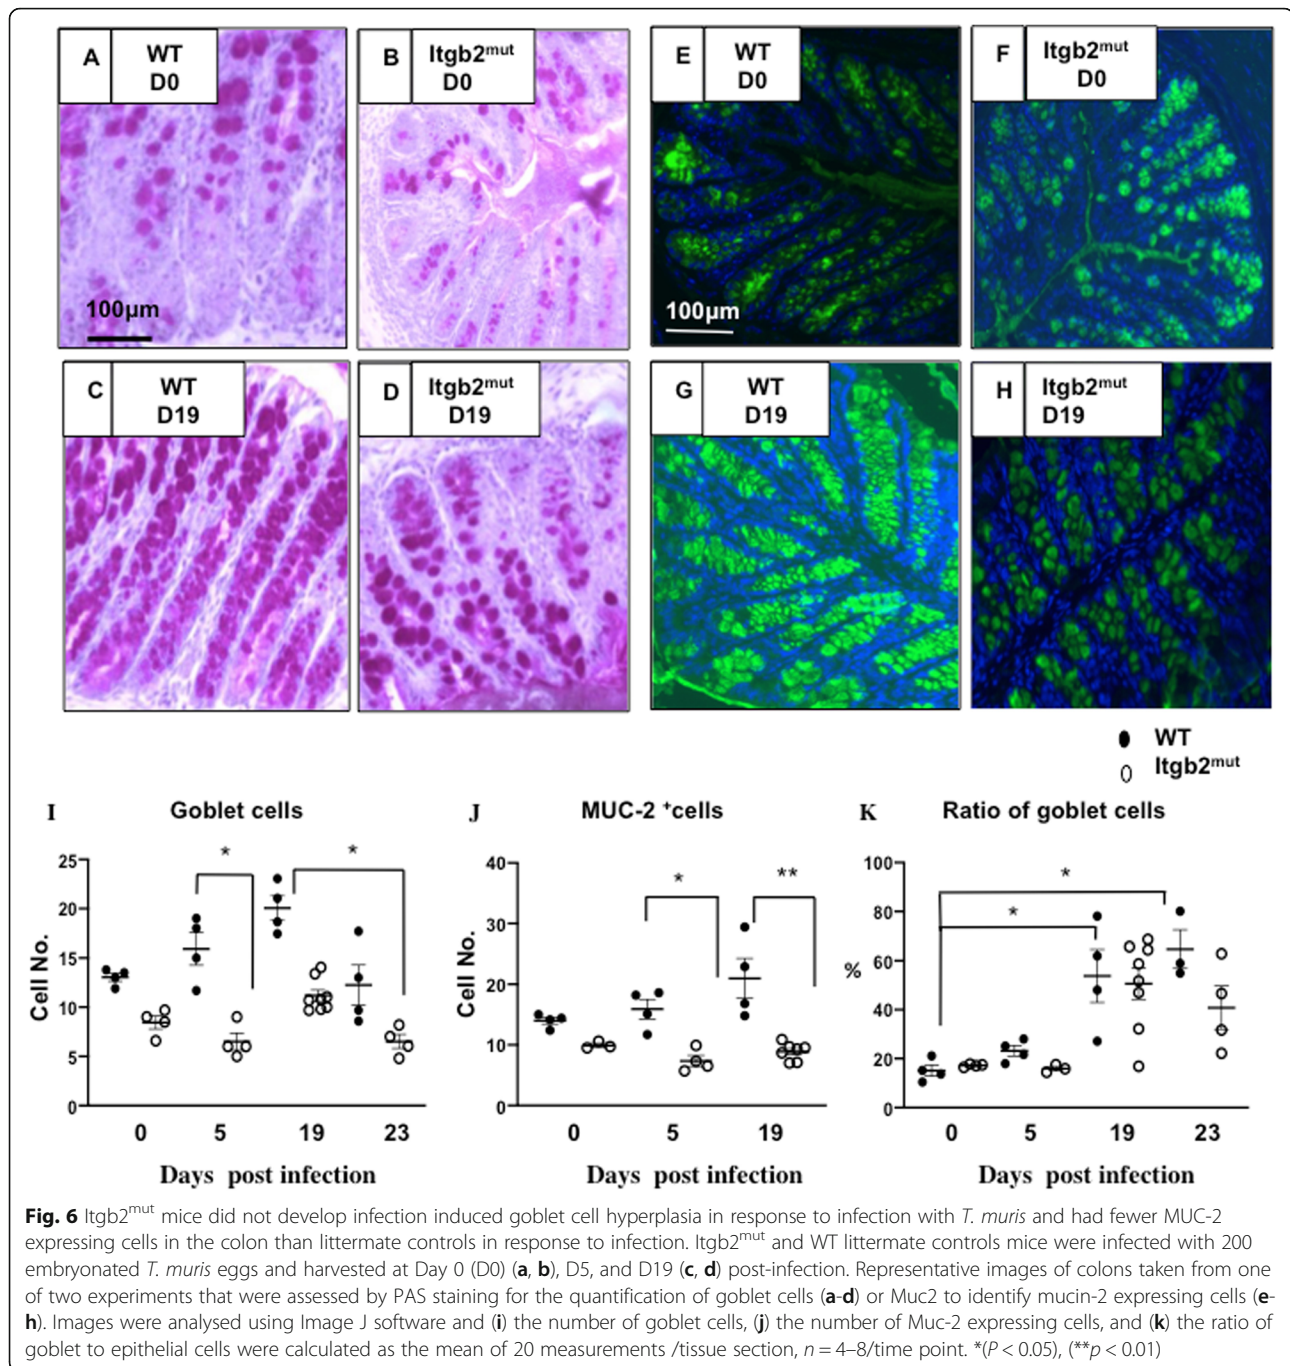 A WT D0
B Itgb2mut D0
E WT D0
F Itgb2mut D0
100µm
100µm
C WT D19
D Itgb2mut D19
G WT D19
H Itgb2mut D19
WT
Itgb2mut
I Goblet cells
J MUC-2 +cells
K Ratio of goblet cells
* *
* **
* *
Cell No.
25
20
15
10
5
0
0 5 19 23
Days post infection
Cell No.
40
30
20
10
0
0 5 19
Days post infection
%
100
80
60
40
20
0
0 5 19 23
Days post infection
Fig. 6 Itgb2mut mice did not develop infection induced goblet cell hyperplasia in response to infection with T. muris and had fewer MUC-2
expressing cells in the colon than littermate controls in response to infection. Itgb2mut and WT littermate controls mice were infected with 200
embryonated T. muris eggs and harvested at Day 0 (D0) (a, b), D5, and D19 (c, d) post-infection. Representative images of colons taken from one
of two experiments that were assessed by PAS staining for the quantification of goblet cells (a-d) or Muc2 to identify mucin-2 expressing cells (e-
h). Images were analysed using Image J software and (i) the number of goblet cells, (j) the number of Muc-2 expressing cells, and (k) the ratio of
goblet to epithelial cells were calculated as the mean of 20 measurements /tissue section, n = 4–8/time point. *(P < 0.05), (**p < 0.01)